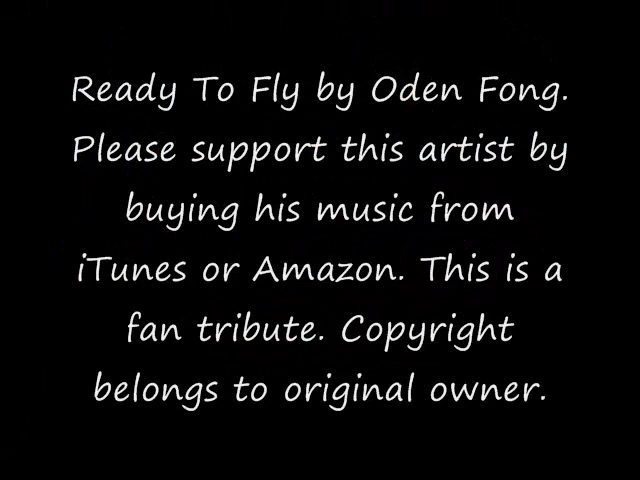 Ready To Fly by Oden Fong.
Please support this artist by
buying his music from
iTunes or Amazon. This is a
fan tribute. Copyright
belongs to original owner.